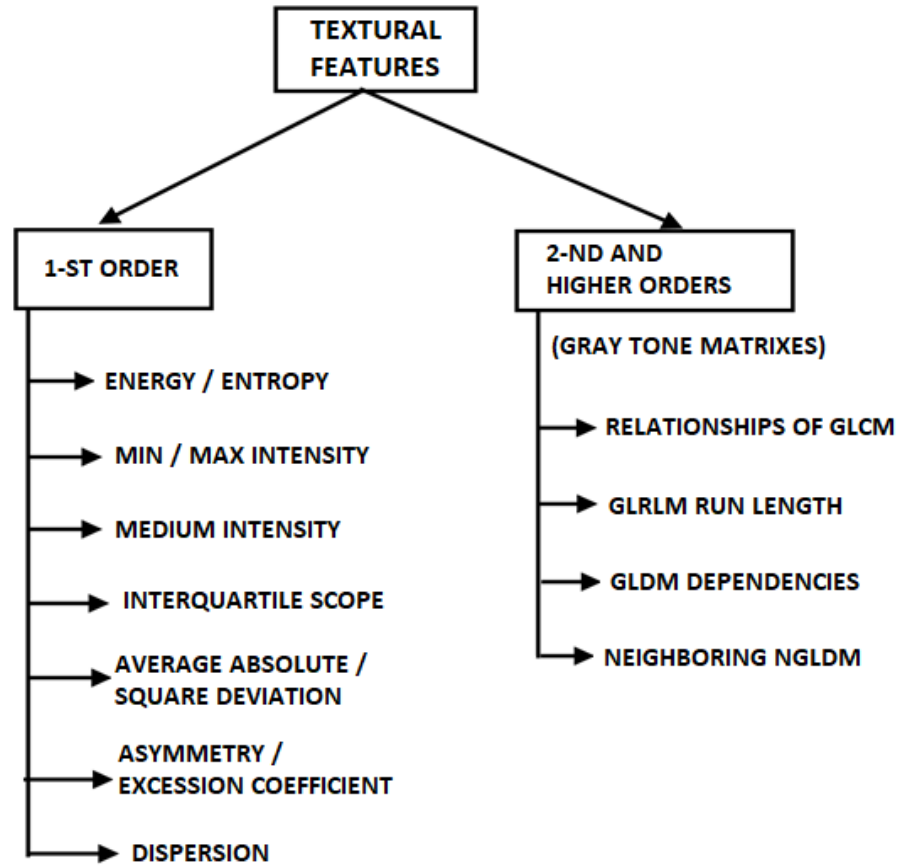 TEXTURAL
FEATURES
1-ST ORDER
ENERGY / ENTROPY
MIN / MAX INTENSITY
MEDIUM INTENSITY
INTERQUARTILE SCOPE
AVERAGE ABSOLUTE /
SQUARE DEVIATION
ASYMMETRY /
EXCESSION COEFFICIENT
DISPERSION
2-ND AND
HIGHER ORDERS
(GRAY TONE MATRIXES)
RELATIONSHIPS OF GLCM
GLRLM RUN LENGTH
GLDM DEPENDENCIES
NEIGHBORING NGLDM